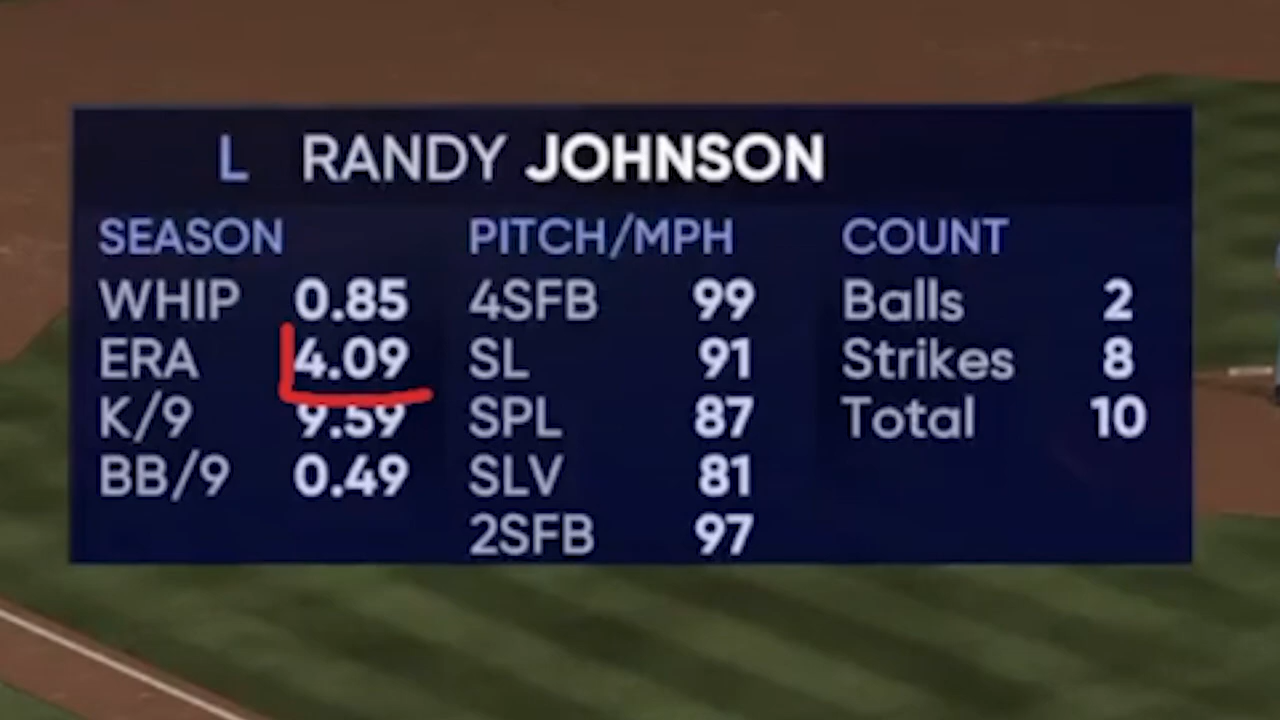 L RANDY JOHNSON
SEASON PITCH/MPH COUNT
WHIP 0.85 4SFB 99 Balls 2
ERA 4.09 SL 91 Strikes 8
K/9 9.59 SPL 87 Total 10
BB/9 0.49 SLV 81
2SFB 97